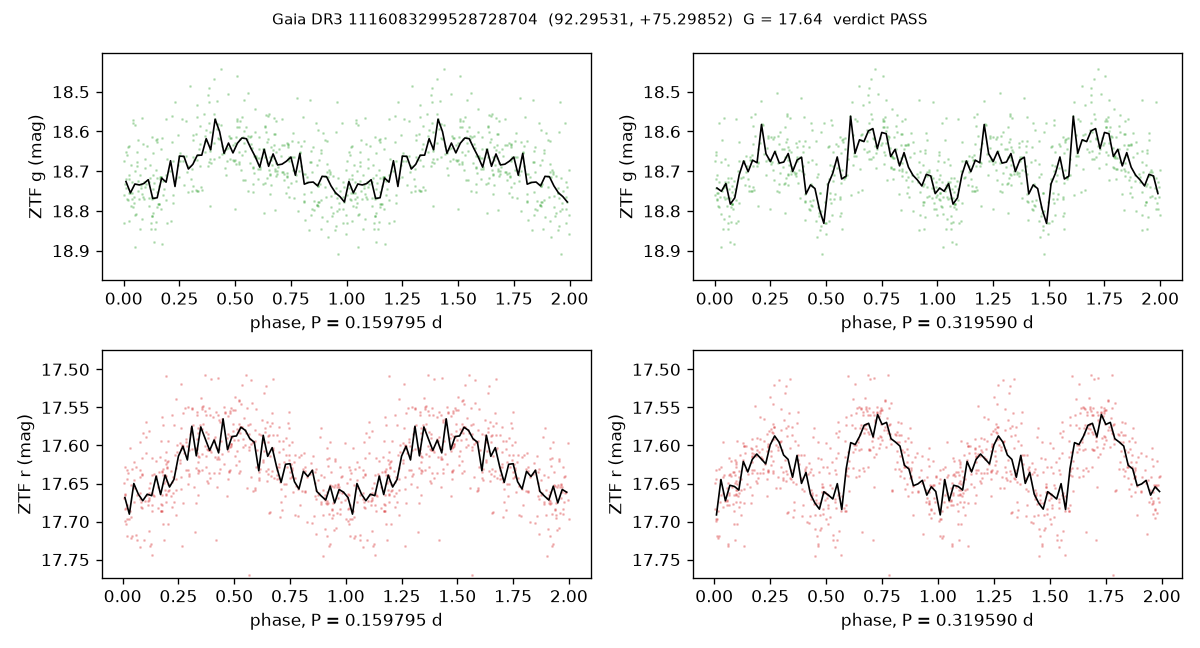 Gaia DR3 1116083299528728704  (92.29531, +75.29852)  G = 17.64  verdict PASS
ZTF g (mag)
18.5
18.6
18.7
18.8
18.9
0.00 0.25 0.50 0.75 1.00 1.25 1.50 1.75 2.00
phase, P = 0.159795 d
ZTF g (mag)
18.5
18.6
18.7
18.8
18.9
0.00 0.25 0.50 0.75 1.00 1.25 1.50 1.75 2.00
phase, P = 0.319590 d
ZTF r (mag)
17.50
17.55
17.60
17.65
17.70
17.75
0.00 0.25 0.50 0.75 1.00 1.25 1.50 1.75 2.00
phase, P = 0.159795 d
ZTF r (mag)
17.50
17.55
17.60
17.65
17.70
17.75
0.00 0.25 0.50 0.75 1.00 1.25 1.50 1.75 2.00
phase, P = 0.319590 d